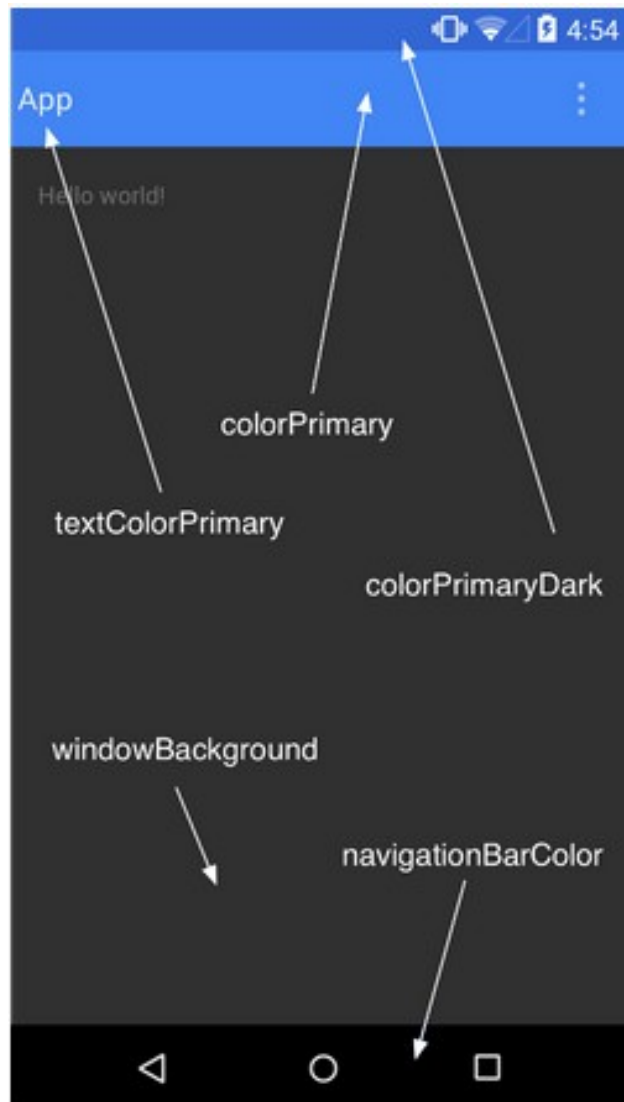 4:54
App
Hello world!
colorPrimary
textColorPrimary
colorPrimaryDark
windowBackground
navigationBarColor